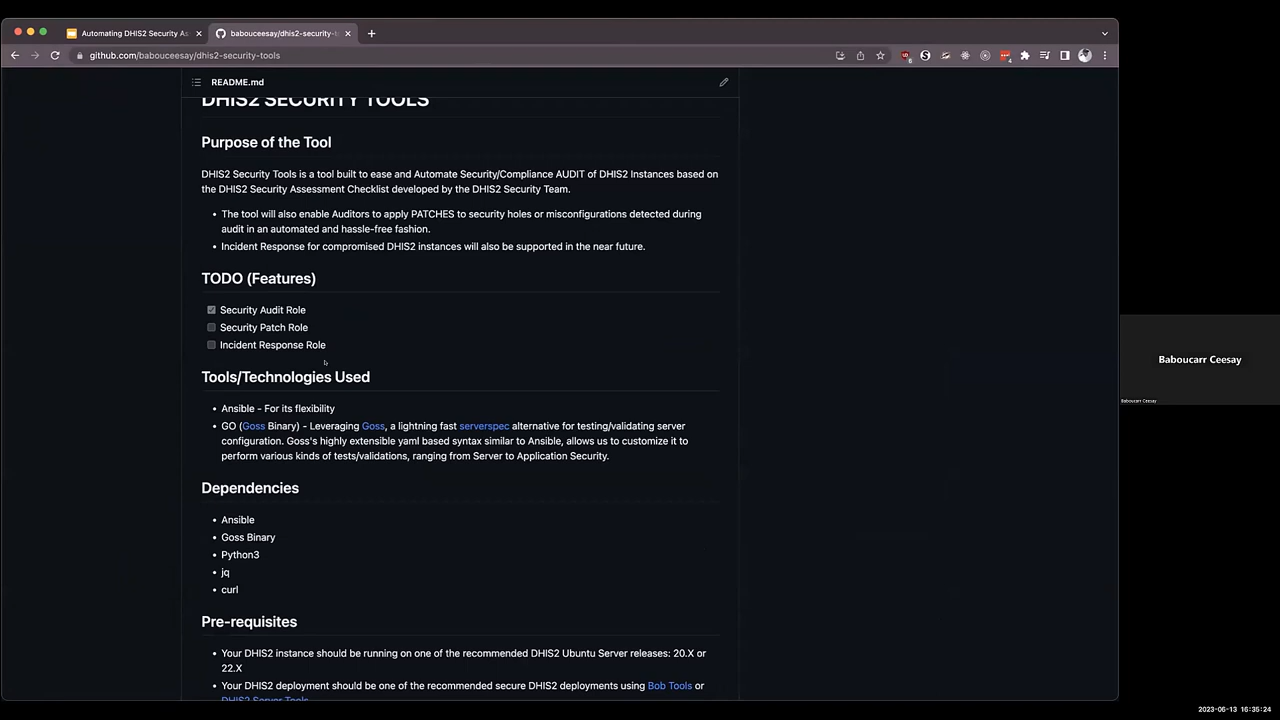 Automating DHIS2 Security As
babouceesay/dhis2-security-t
github.com/babouceesay/dhis2-security-tools
README.md
DHIS2 SECURITY TOOLS
Purpose of the Tool
DHIS2 Security Tools is a tool built to ease and Automate Security/Compliance AUDIT of DHIS2 Instances based on
the DHIS2 Security Assessment Checklist developed by the DHIS2 Security Team.
• The tool will also enable Auditors to apply PATCHES to security holes or misconfigurations detected during
audit in an automated and hassle-free fashion.
• Incident Response for compromised DHIS2 instances will also be supported in the near future.
TODO (Features)
Security Audit Role
Security Patch Role
Incident Response Role
Tools/Technologies Used
• Ansible - For its flexibility
• GO (Goss Binary) - Leveraging Goss, a lightning fast serverspec alternative for testing/validating server
configuration. Goss's highly extensible yaml based syntax similar to Ansible, allows us to customize it to
perform various kinds of tests/validations, ranging from Server to Application Security.
Dependencies
• Ansible
• Goss Binary
• Python3
• jq
• curl
Pre-requisites
• Your DHIS2 instance should be running on one of the recommended DHIS2 Ubuntu Server releases: 20.X or
22.X
• Your DHIS2 deployment should be one of the recommended secure DHIS2 deployments using Bob Tools or
DHIS2 Server Tools
Baboucarr Ceesay
Baboucarr Ceesay
2023-06-13 16:35:24